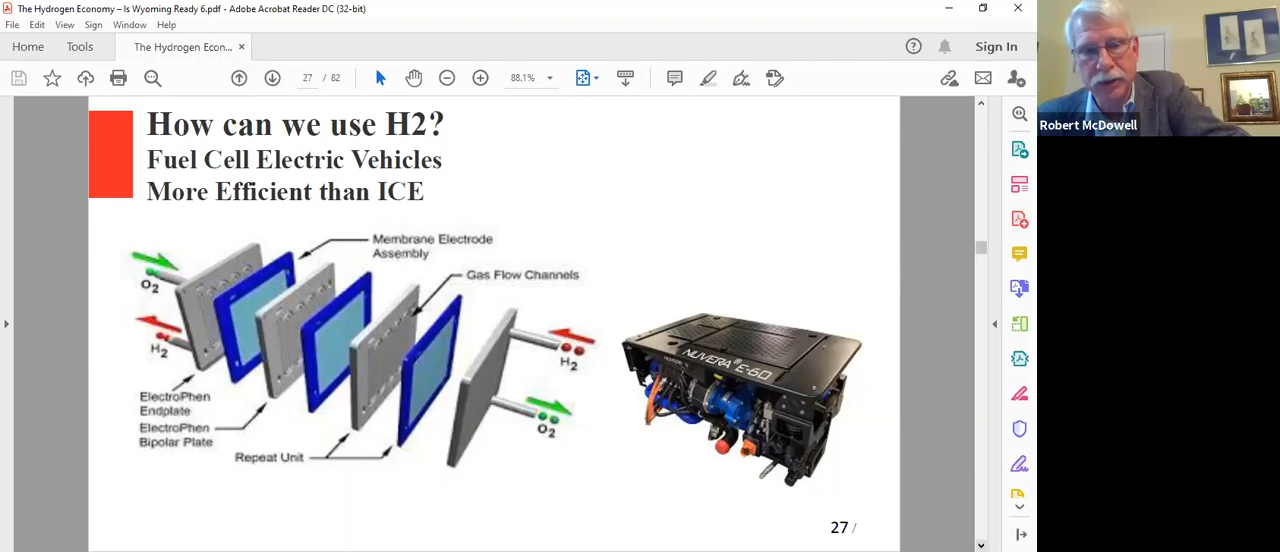 The Hydrogen Economy – Is Wyoming Ready 6.pdf - Adobe Acrobat Reader DC (32-bit)
File Edit View Sign Window Help
Home Tools The Hydrogen Econ... × Sign In
27 / 82 88.1%
How can we use H2?
Fuel Cell Electric Vehicles
More Efficient than ICE
Membrane Electrode
Assembly
Gas Flow Channels
O2
H2
H2
O2
ElectroPhen
Endplate
ElectroPhen
Bipolar Plate
Repeat Unit
NUVERA® E-60
27 /
Robert McDowell